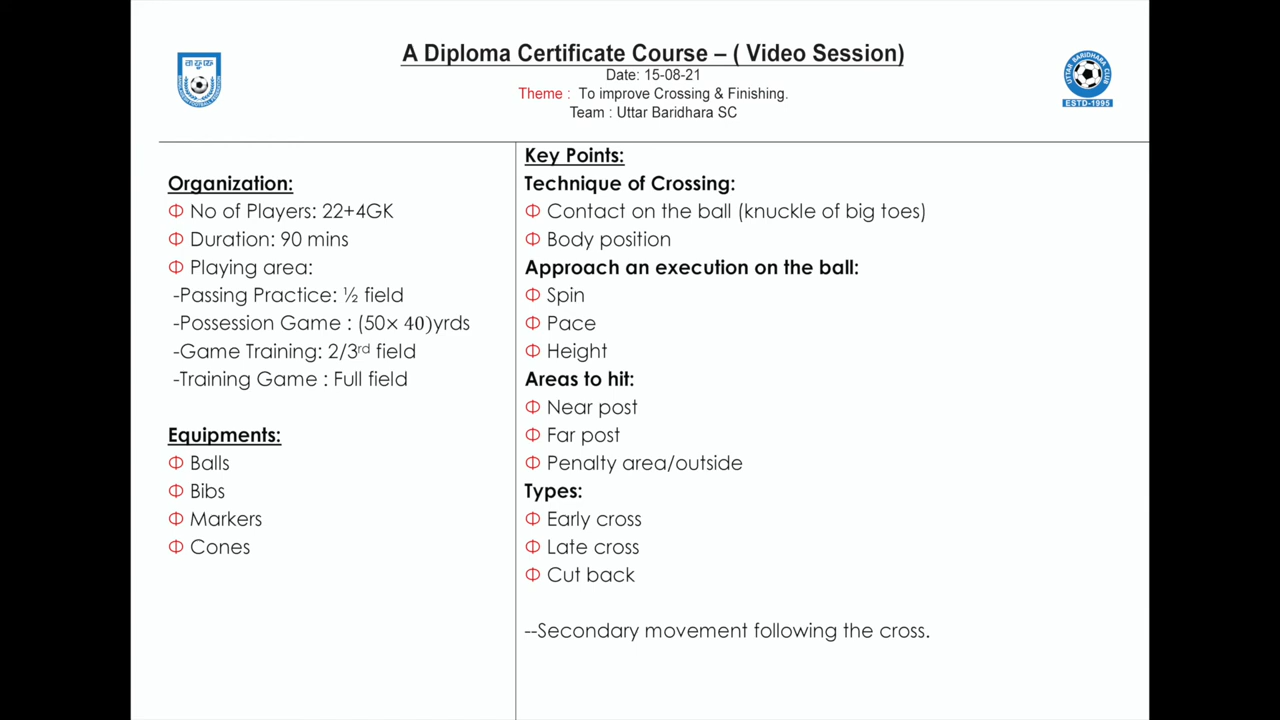 A Diploma Certificate Course – ( Video Session)
Date: 15-08-21
Theme : To improve Crossing & Finishing.
Team : Uttar Baridhara SC
বা ফু ফে
UTTAR BARIDHARA CLUB
ESTD-1995
Organization:
No of Players: 22+4GK
Duration: 90 mins
Playing area:
-Passing Practice: ½ field
-Possession Game : (50× 40)yrds
-Game Training: 2/3rd field
-Training Game : Full field
Equipments:
Balls
Bibs
Markers
Cones
Key Points:
Technique of Crossing:
Contact on the ball (knuckle of big toes)
Body position
Approach an execution on the ball:
Spin
Pace
Height
Areas to hit:
Near post
Far post
Penalty area/outside
Types:
Early cross
Late cross
Cut back
--Secondary movement following the cross.